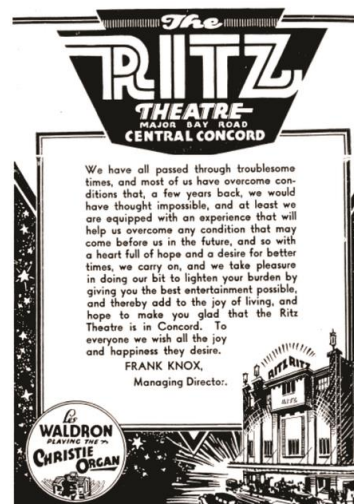 The
RITZ
THEATRE
MAJOR BAY ROAD
CENTRAL CONCORD
We have all passed through troublesome
times, and most of us have overcome con-
ditions that, a few years back, we would
have thought impossible, and at least we
are equipped with an experience that will
help us overcome any condition that may
come before us in the future, and so with
a heart full of hope and a desire for better
times, we carry on, and we take pleasure
in doing our bit to lighten your burden by
giving you the best entertainment possible,
and thereby add to the joy of living, and
hope to make you glad that the Ritz
Theatre is in Concord. To
everyone we wish all the joy
and happiness they desire.
FRANK KNOX,
Managing Director.
RITZ RITZ
RITZ
Les
WALDRON
PLAYING THE
CHRISTIE
ORGAN